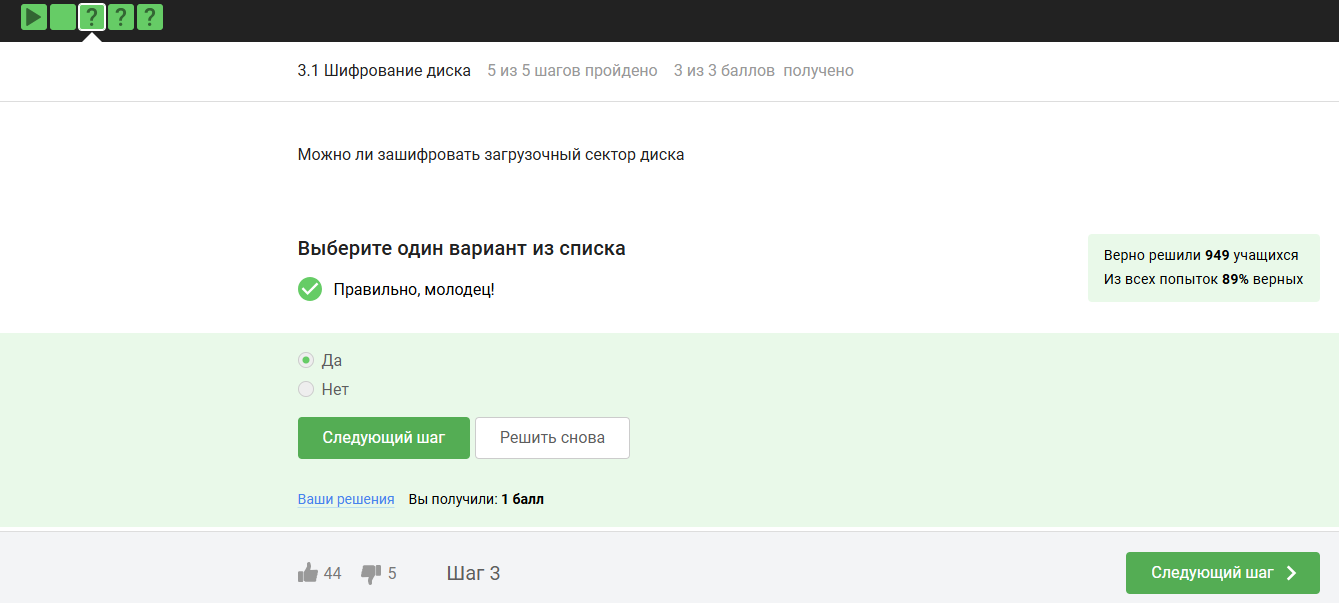 ? ? ?
3.1 Шифрование диска 5 из 5 шагов пройдено 3 из 3 баллов получено
Можно ли зашифровать загрузочный сектор диска
Выберите один вариант из списка
Правильно, молодец!
Верно решили 949 учащихся
Из всех попыток 89% верных
Да
Нет
Следующий шаг Решить снова
Ваши решения Вы получили: 1 балл
44 5 Шаг 3 Следующий шаг